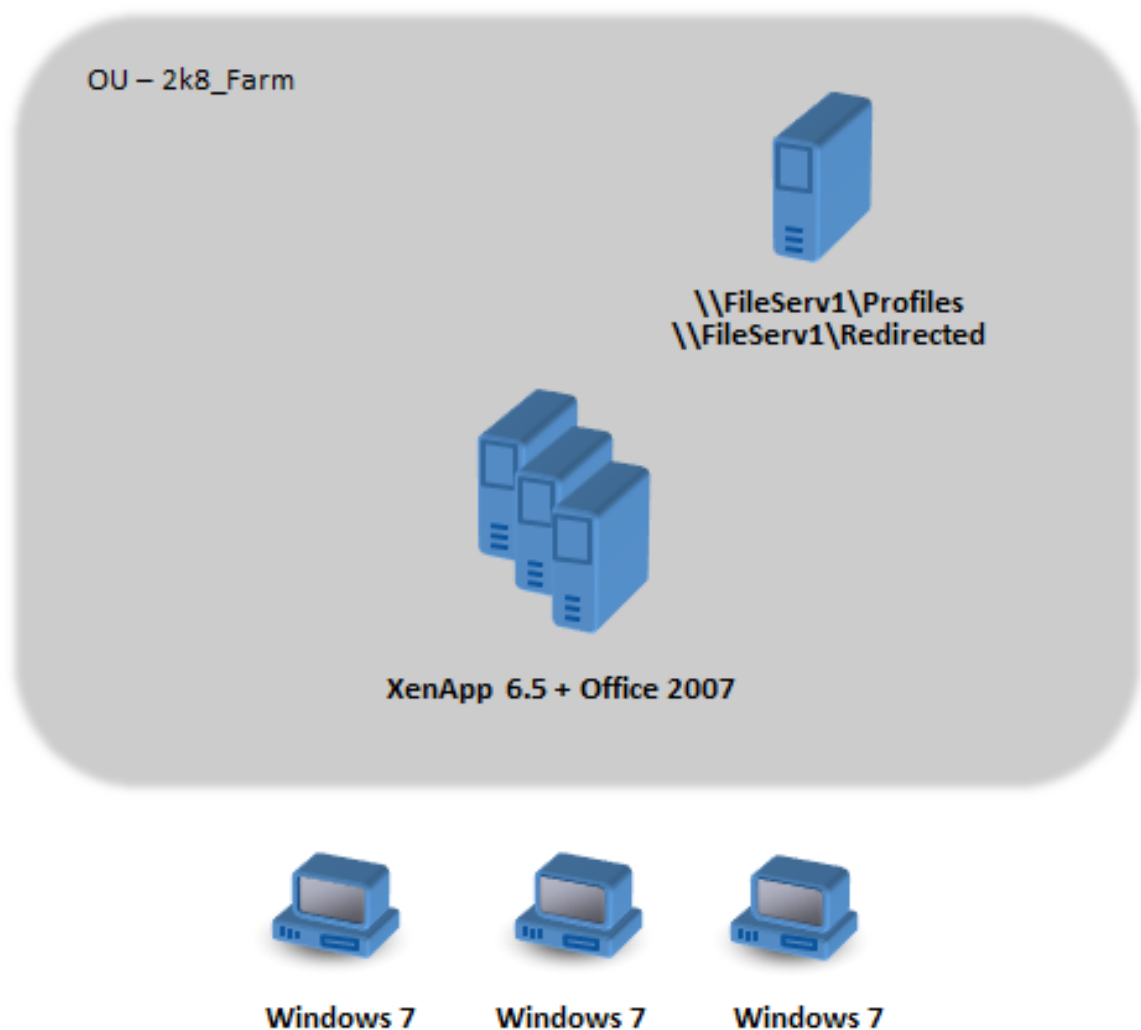 OU – 2k8_Farm
\\FileServ1\Profiles
\\FileServ1\Redirected
XenApp 6.5 + Office 2007
Windows 7
Windows 7
Windows 7